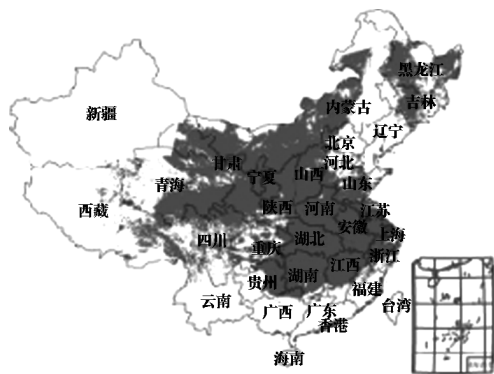 黑龙江
吉林
新疆
内蒙古
辽宁
北京
甘肃
宁夏
河北
山西
青海
山东
西藏
陕西
河南
江苏
安徽
四川
重庆
湖北
上海
浙江
贵州
湖南
江西
福建
云南
广西
广东
台湾
香港
海南